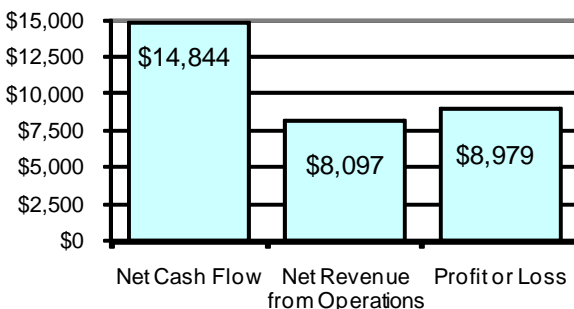 $15,000
$12,500
$10,000
$7,500
$5,000
$2,500
$0
$14,844
$8,097
$8,979
Net Cash Flow
Net Revenue
from Operations
Profit or Loss